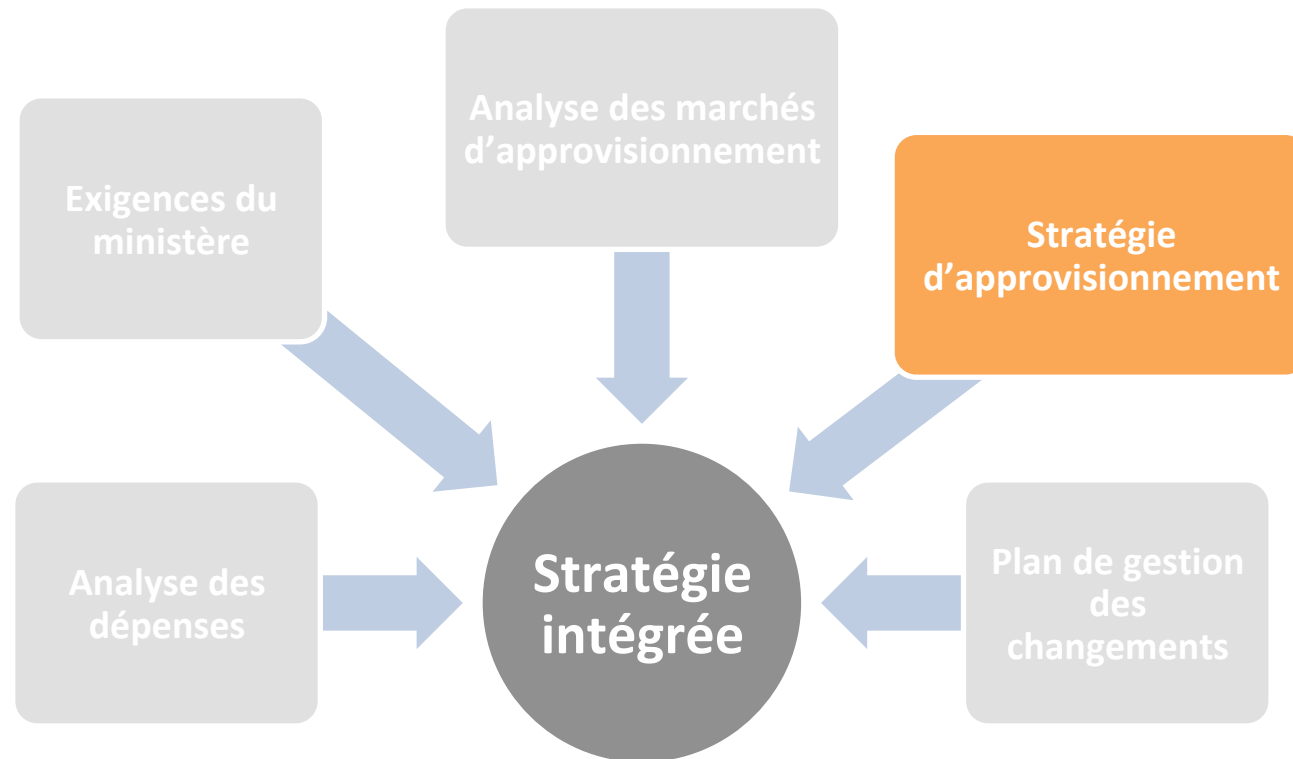 Analyse des marchés
d’approvisionnement
Exigences du
ministère
Stratégie
d’approvisionnement
Analyse des
dépenses
Stratégie
intégrée
Plan de gestion
des
changements